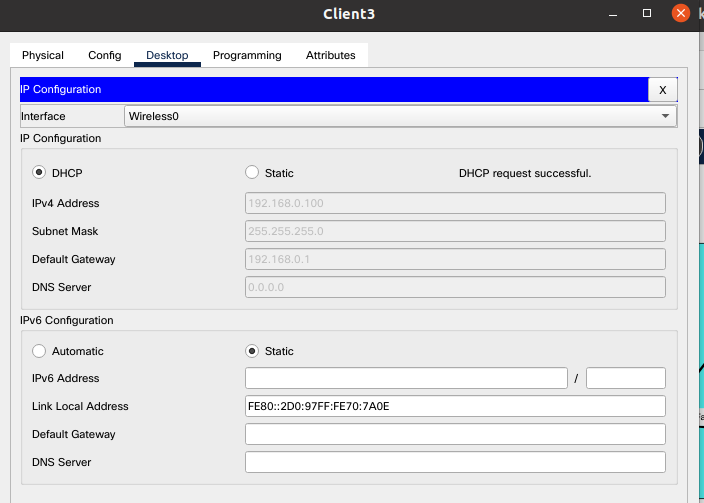 Client3
Physical Config Desktop Programming Attributes
IP Configuration X
Interface Wireless0
IP Configuration
DHCP Static DHCP request successful.
IPv4 Address 192.168.0.100
Subnet Mask 255.255.255.0
Default Gateway 192.168.0.1
DNS Server 0.0.0.0
IPv6 Configuration
Automatic Static
IPv6 Address /
Link Local Address FE80::2D0:97FF:FE70:7A0E
Default Gateway
DNS Server